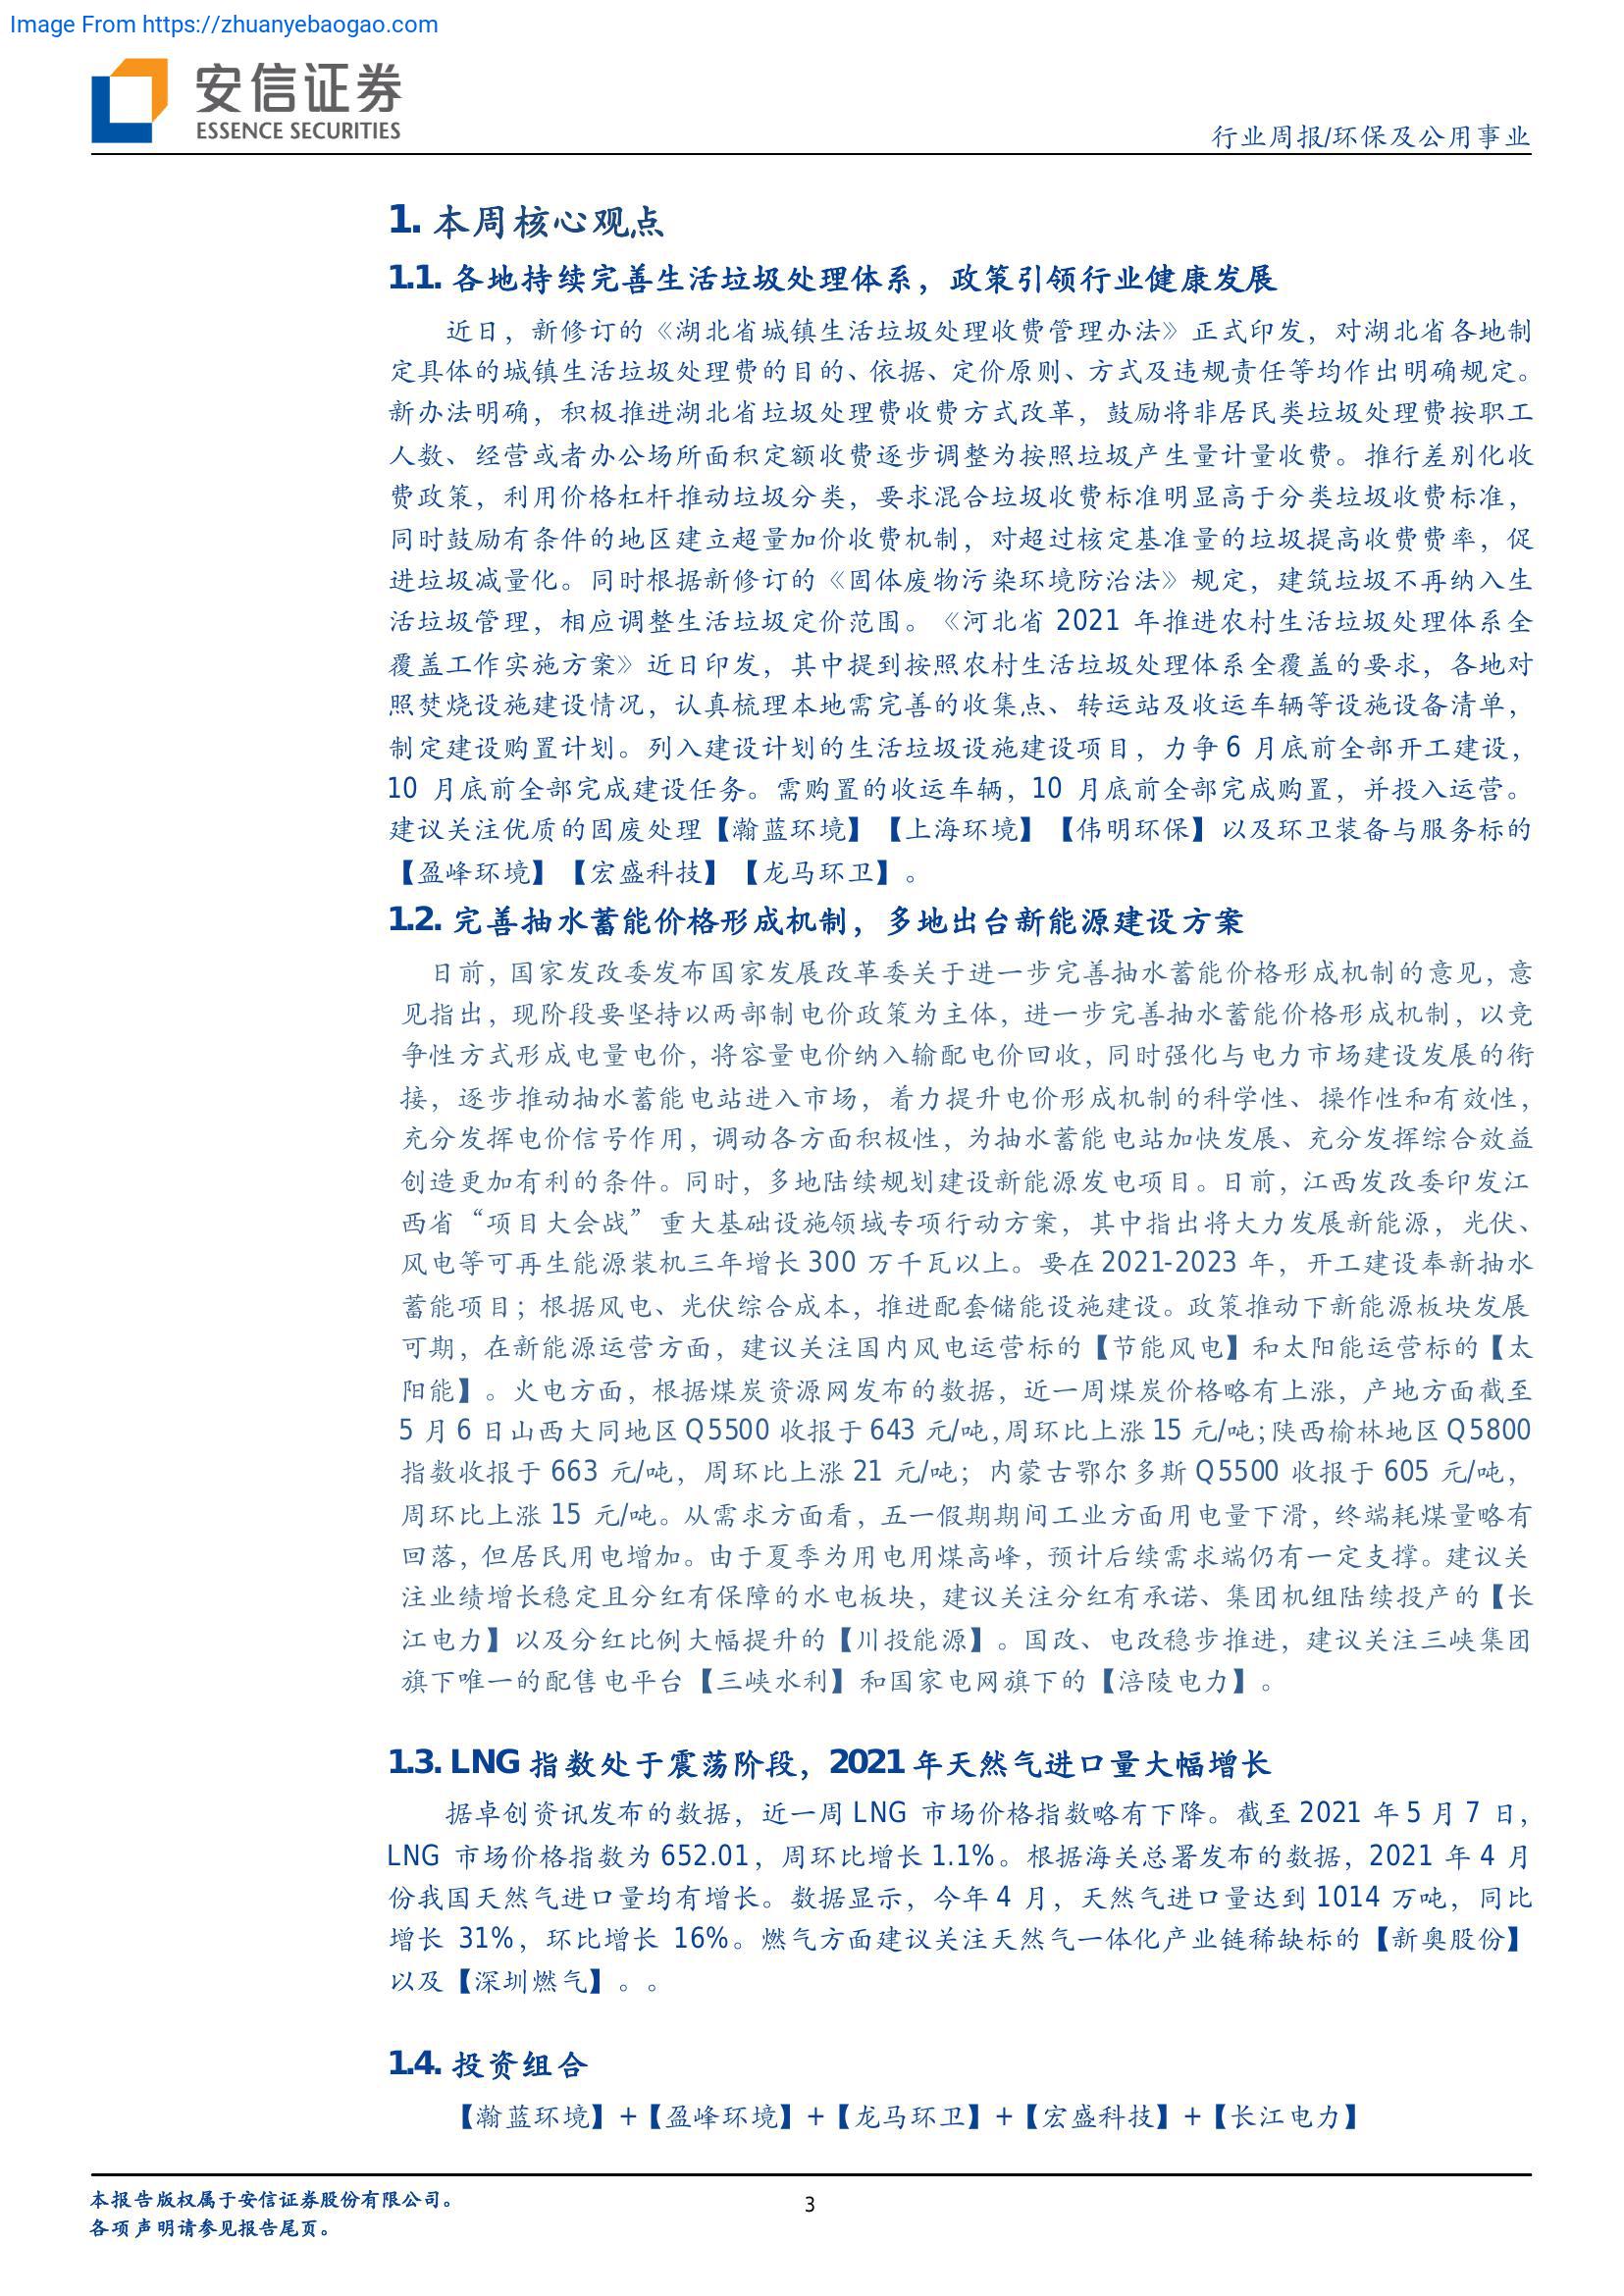 Image From https://zhuanyebaogao.com
安信证券
ESSENCE SECURITIES
行业周报/环保及公用事业
1. 本周核心观点
1.1. 各地持续完善生活垃圾处理体系，政策引领行业健康发展
近日，新修订的《湖北省城镇生活垃圾处理收费管理办法》正式印发，对湖北省各地制
定具体的城镇生活垃圾处理费的目的、依据、定价原则、方式及违规责任等均作出明确规定。
新办法明确，积极推进湖北省垃圾处理费收费方式改革，鼓励将非居民类垃圾处理费按职工
人数、经营或者办公场所面积定额收费逐步调整为按照垃圾产生量计量收费。推行差别化收
费政策，利用价格杠杆推动垃圾分类，要求混合垃圾收费标准明显高于分类垃圾收费标准，
同时鼓励有条件的地区建立超量加价收费机制，对超过核定基准量的垃圾提高收费费率，促
进垃圾减量化。同时根据新修订的《固体废物污染环境防治法》规定，建筑垃圾不再纳入生
活垃圾管理，相应调整生活垃圾定价范围。《河北省 2021 年推进农村生活垃圾处理体系全
覆盖工作实施方案》近日印发，其中提到按照农村生活垃圾处理体系全覆盖的要求，各地对
照焚烧设施建设情况，认真梳理本地需完善的收集点、转运站及收运车辆等设施设备清单，
制定建设购置计划。列入建设计划的生活垃圾设施建设项目，力争 6 月底前全部开工建设，
10 月底前全部完成建设任务。需购置的收运车辆，10 月底前全部完成购置，并投入运营。
建议关注优质的固废处理【瀚蓝环境】【上海环境】【伟明环保】以及环卫装备与服务标的
【盈峰环境】【宏盛科技】【龙马环卫】。
1.2. 完善抽水蓄能价格形成机制，多地出台新能源建设方案
日前，国家发改委发布国家发展改革委关于进一步完善抽水蓄能价格形成机制的意见，意
见指出，现阶段要坚持以两部制电价政策为主体，进一步完善抽水蓄能价格形成机制，以竞
争性方式形成电量电价，将容量电价纳入输配电价回收，同时强化与电力市场建设发展的衔
接，逐步推动抽水蓄能电站进入市场，着力提升电价形成机制的科学性、操作性和有效性，
充分发挥电价信号作用，调动各方面积极性，为抽水蓄能电站加快发展、充分发挥综合效益
创造更加有利的条件。同时，多地陆续规划建设新能源发电项目。日前，江西发改委印发江
西省“项目大会战”重大基础设施领域专项行动方案，其中指出将大力发展新能源，光伏、
风电等可再生能源装机三年增长 300 万千瓦以上。要在 2021-2023 年，开工建设奉新抽水
蓄能项目；根据风电、光伏综合成本，推进配套储能设施建设。政策推动下新能源板块发展
可期，在新能源运营方面，建议关注国内风电运营标的【节能风电】和太阳能运营标的【太
阳能】。火电方面，根据煤炭资源网发布的数据，近一周煤炭价格略有上涨，产地方面截至
5 月 6 日山西大同地区 Q5500 收报于 643 元/吨，周环比上涨 15 元/吨；陕西榆林地区 Q5800
指数收报于 663 元/吨，周环比上涨 21 元/吨；内蒙古鄂尔多斯 Q5500 收报于 605 元/吨，
周环比上涨 15 元/吨。从需求方面看，五一假期期间工业方面用电量下滑，终端耗煤量略有
回落，但居民用电增加。由于夏季为用电用煤高峰，预计后续需求端仍有一定支撑。建议关
注业绩增长稳定且分红有保障的水电板块，建议关注分红有承诺、集团机组陆续投产的【长
江电力】以及分红比例大幅提升的【川投能源】。国改、电改稳步推进，建议关注三峡集团
旗下唯一的配售电平台【三峡水利】和国家电网旗下的【涪陵电力】。
1.3. LNG 指数处于震荡阶段，2021 年天然气进口量大幅增长
据卓创资讯发布的数据，近一周 LNG 市场价格指数略有下降。截至 2021 年 5 月 7 日，
LNG 市场价格指数为 652.01，周环比增长 1.1%。根据海关总署发布的数据，2021 年 4 月
份我国天然气进口量均有增长。数据显示，今年 4 月，天然气进口量达到 1014 万吨，同比
增长 31%，环比增长 16%。燃气方面建议关注天然气一体化产业链稀缺标的【新奥股份】
以及【深圳燃气】。。
1.4. 投资组合
【瀚蓝环境】+【盈峰环境】+【龙马环卫】+【宏盛科技】+【长江电力】
本报告版权属于安信证券股份有限公司。
3
各项声明请参见报告尾页。